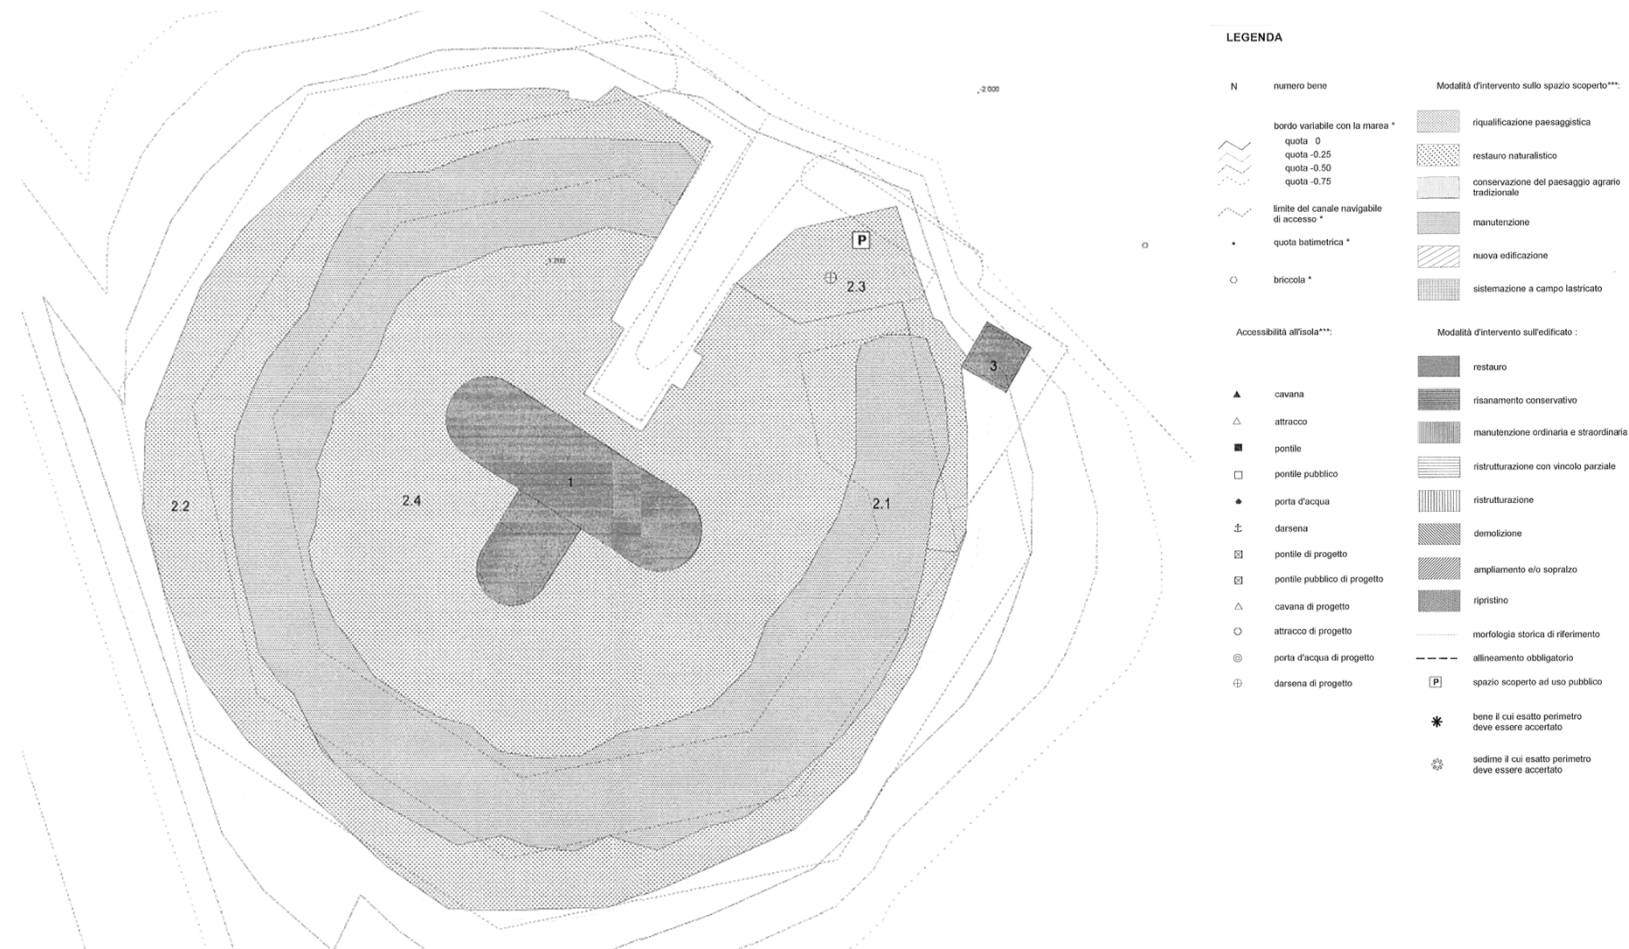 -2 000
-1.200
P
2.3
3
1
2.2
2.4
2.1
LEGENDA
N numero bene
bordo variabile con la marea *
quota 0
quota -0.25
quota -0.50
quota -0.75
limite del canale navigabile
di accesso *
quota batimetrica *
briccola *
Accessibilità all'isola***:
cavana
attracco
pontile
pontile pubblico
porta d'acqua
darsena
pontile di progetto
pontile pubblico di progetto
cavana di progetto
attracco di progetto
porta d'acqua di progetto
darsena di progetto
Modalità d'intervento sullo spazio scoperto***:
riqualificazione paesaggistica
restauro naturalistico
conservazione del paesaggio agrario
tradizionale
manutenzione
nuova edificazione
sistemazione a campo lastricato
Modalità d'intervento sull'edificato :
restauro
risanamento conservativo
manutenzione ordinaria e straordinaria
ristrutturazione con vincolo parziale
ristrutturazione
demolizione
ampliamento e/o sopralzo
ripristino
morfologia storica di riferimento
allineamento obbligatorio
P spazio scoperto ad uso pubblico
bene il cui esatto perimetro
deve essere accertato
sedime il cui esatto perimetro
deve essere accertato